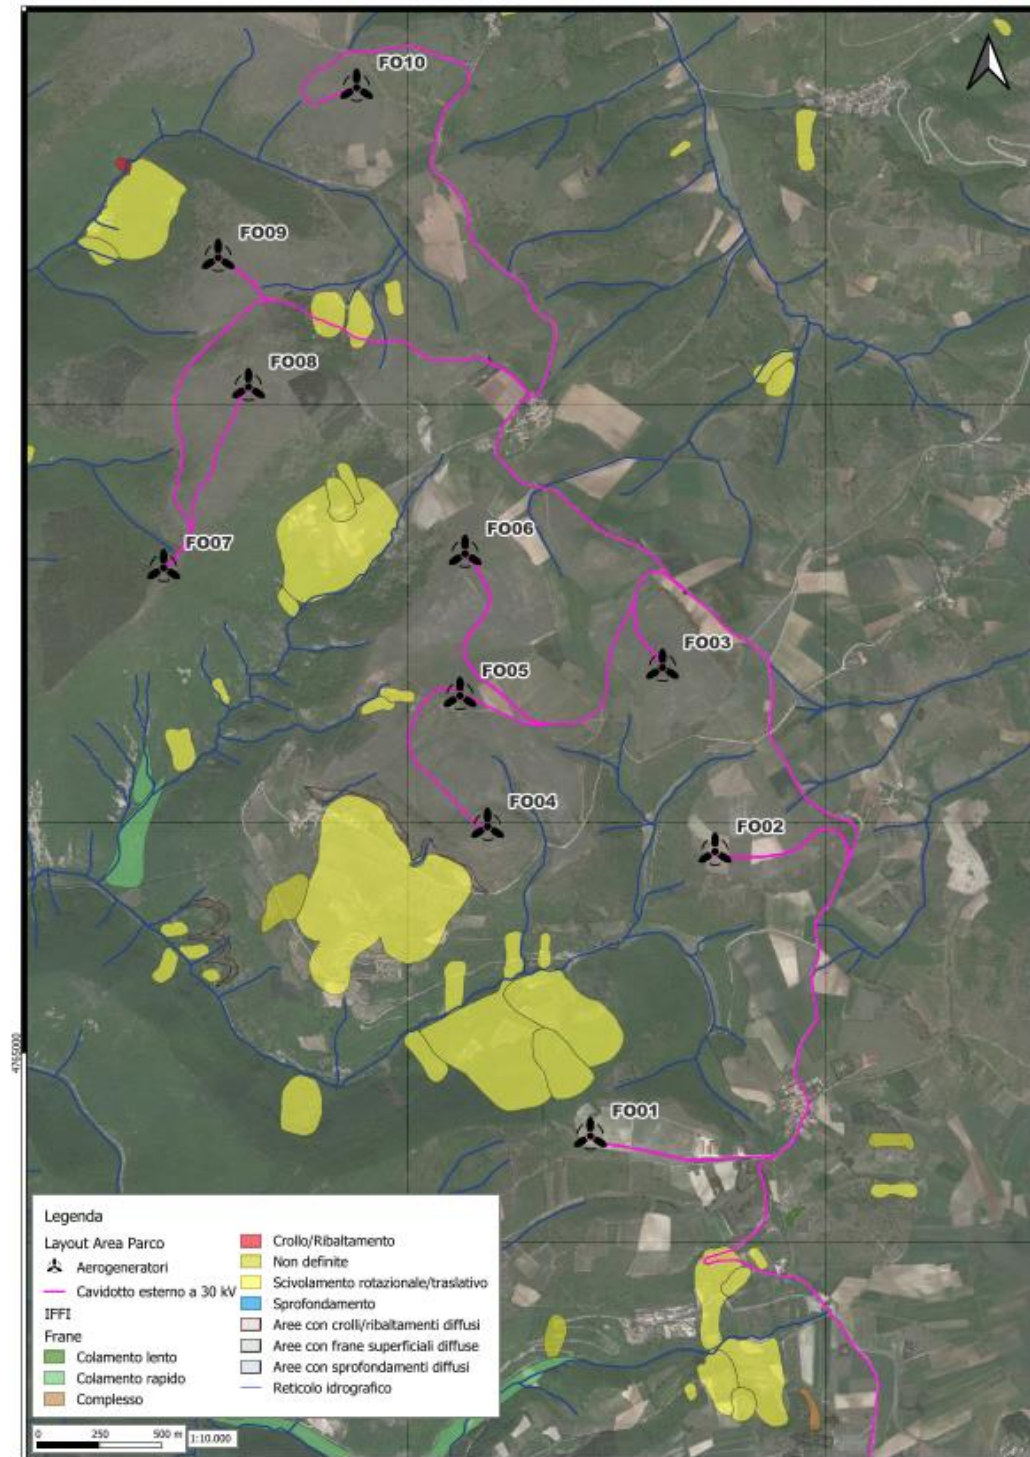 FO10
FO09
FO08
FO07
FO06
FO05
FO03
FO04
FO02
FO01
4765000
Legenda
Layout Area Parco
Aerogeneratori
Cavidotto esterno a 30 kV
IFFI
Frane
Colamento lento
Colamento rapido
Complesso
Crollo/Ribaltamento
Non definite
Scivolamento rotazionale/traslativo
Sprofondamento
Aree con crolli/ribaltamenti diffusi
Aree con frane superficiali diffuse
Aree con sprofondamenti diffusi
Reticolo idrografico
0 250 500 m
1:10.000